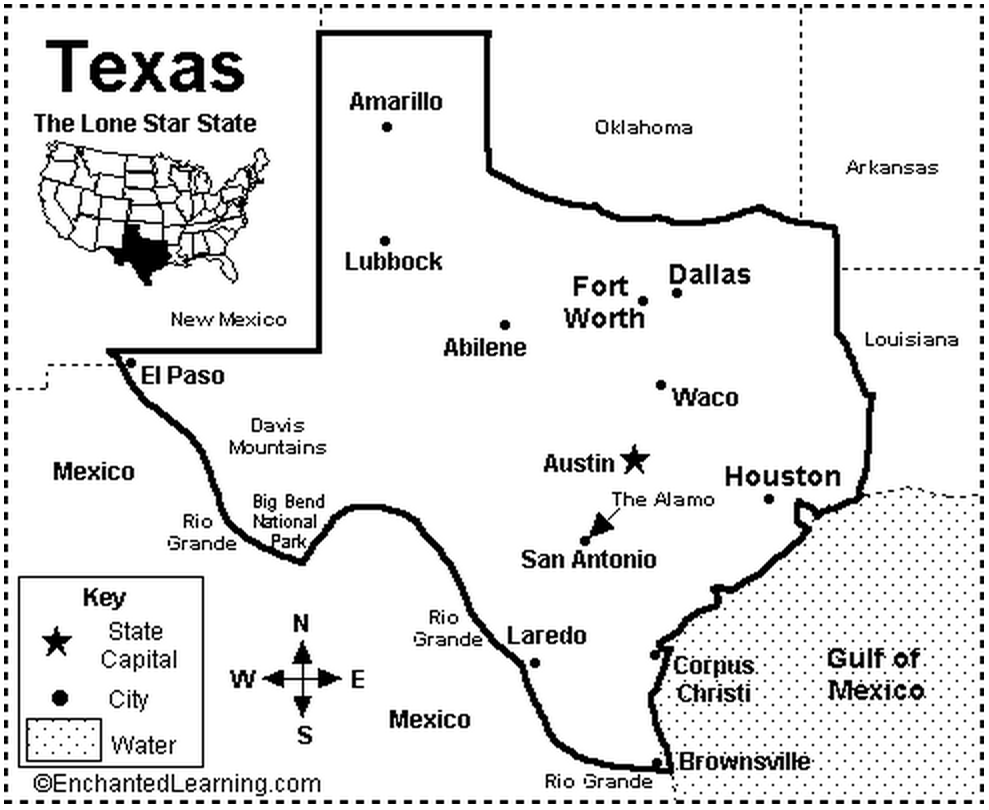 Texas
The Lone Star State
Amarillo
Oklahoma
Arkansas
Lubbock
New Mexico
Fort
Worth
Dallas
Abilene
Louisiana
El Paso
Waco
Davis
Mountains
Mexico
Austin
Houston
The Alamo
Big Bend
National
Park
Rio
Grande
San Antonio
Key
State
Capital
City
Water
N
W
E
S
Rio
Grande
Laredo
Corpus
Christi
Gulf of
Mexico
Mexico
Brownsville
Rio Grande
©EnchantedLearning.com